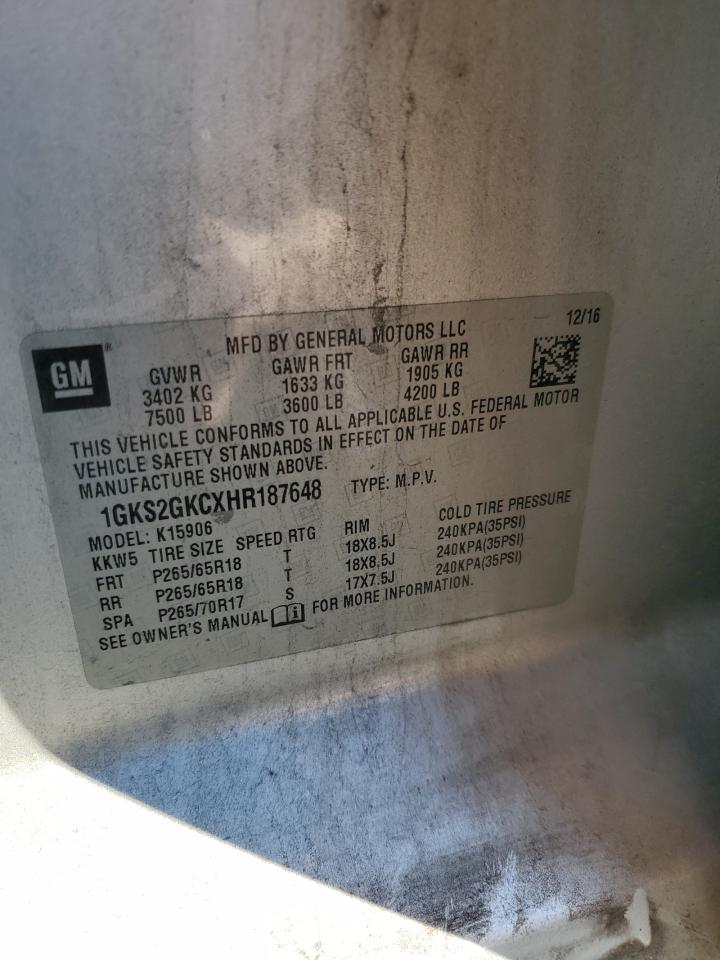 GM®
MFD BY GENERAL MOTORS LLC 12/16
GVWR GAWR FRT GAWR RR
3402 KG 1633 KG 1905 KG
7500 LB 3600 LB 4200 LB
THIS VEHICLE CONFORMS TO ALL APPLICABLE U.S. FEDERAL MOTOR
VEHICLE SAFETY STANDARDS IN EFFECT ON THE DATE OF
MANUFACTURE SHOWN ABOVE.
1GKS2GKCXHR187648 TYPE: M.P.V.
MODEL: K15906
KKW5 TIRE SIZE SPEED RTG RIM COLD TIRE PRESSURE
FRT P265/65R18 T 18X8.5J 240KPA(35PSI)
RR P265/65R18 T 18X8.5J 240KPA(35PSI)
SPA P265/70R17 S 17X7.5J 240KPA(35PSI)
SEE OWNER'S MANUAL FOR MORE INFORMATION.